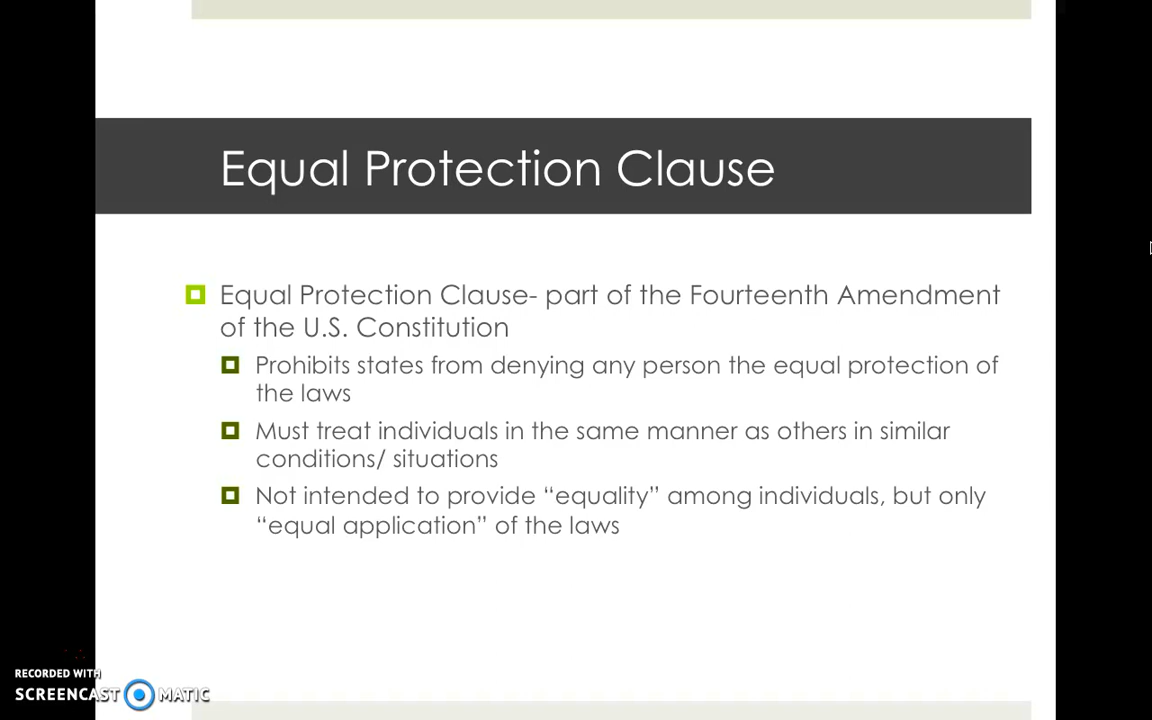 Equal Protection Clause
Equal Protection Clause- part of the Fourteenth Amendment
of the U.S. Constitution
Prohibits states from denying any person the equal protection of
the laws
Must treat individuals in the same manner as others in similar
conditions/ situations
Not intended to provide “equality” among individuals, but only
“equal application” of the laws
RECORDED WITH
SCREENCAST MATIC